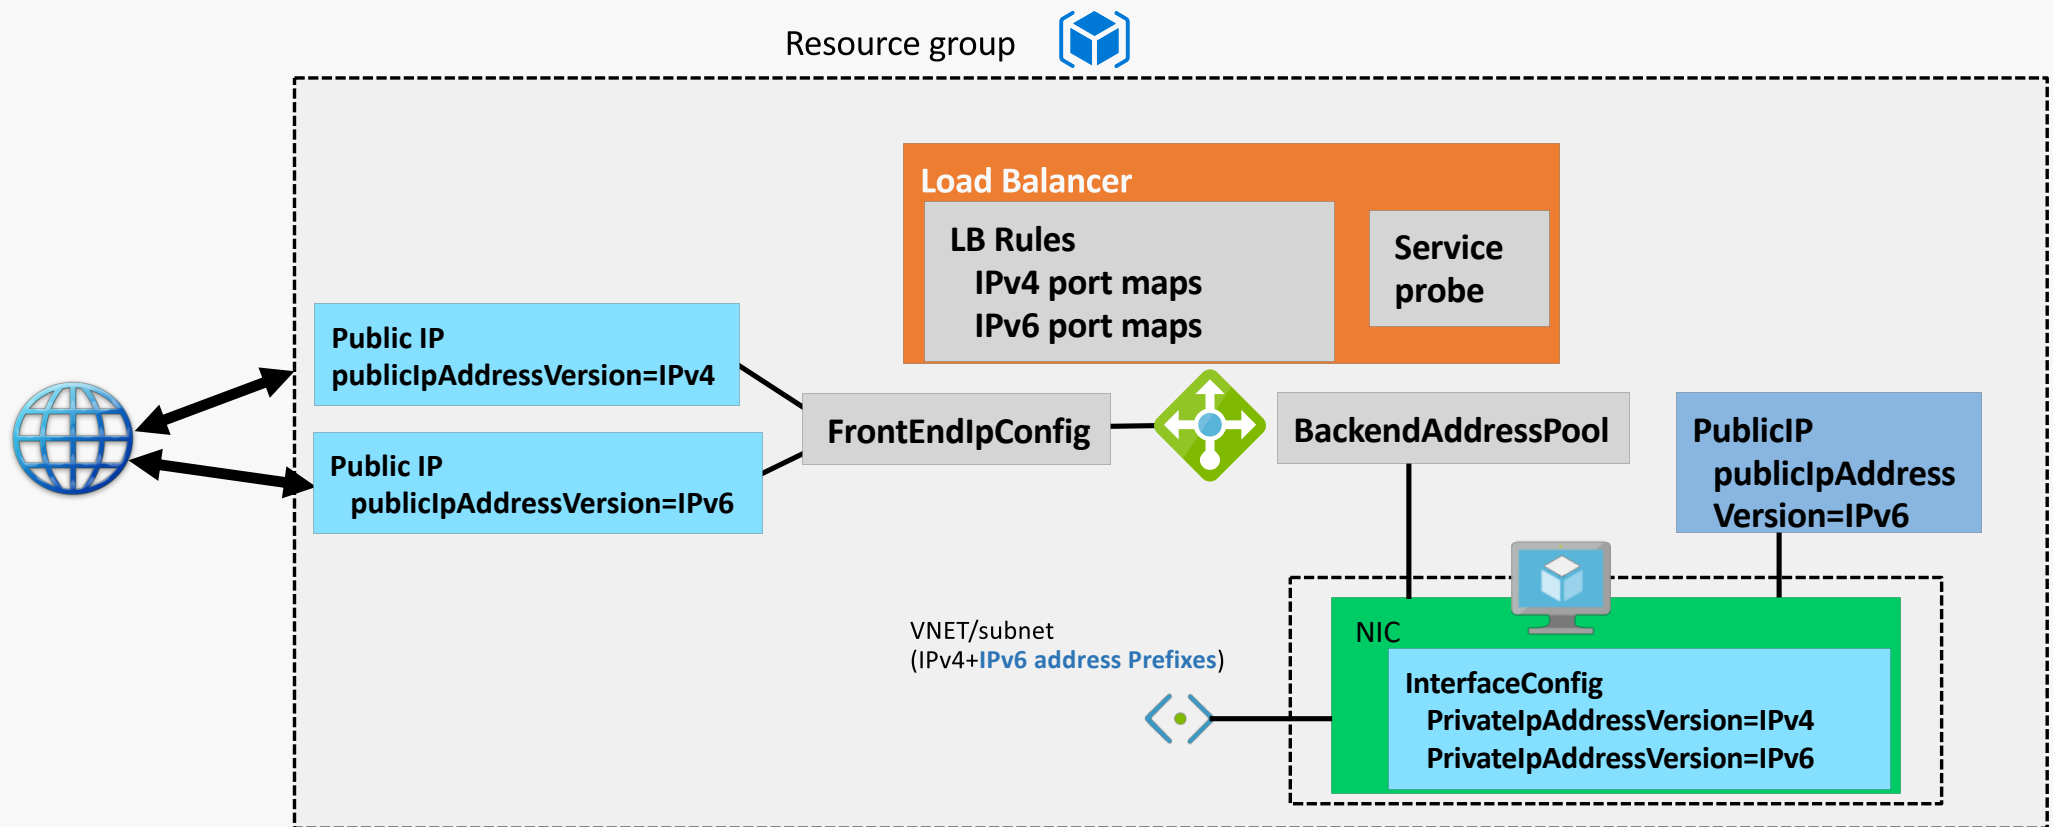 Resource group
Load Balancer
LB Rules
IPv4 port maps
IPv6 port maps
Service
probe
Public IP
publicIpAddressVersion=IPv4
Public IP
publicIpAddressVersion=IPv6
FrontEndIpConfig
BackendAddressPool
PublicIP
publicIpAddress
Version=IPv6
VNET/subnet
(IPv4+IPv6 address Prefixes)
NIC
InterfaceConfig
PrivateIpAddressVersion=IPv4
PrivateIpAddressVersion=IPv6